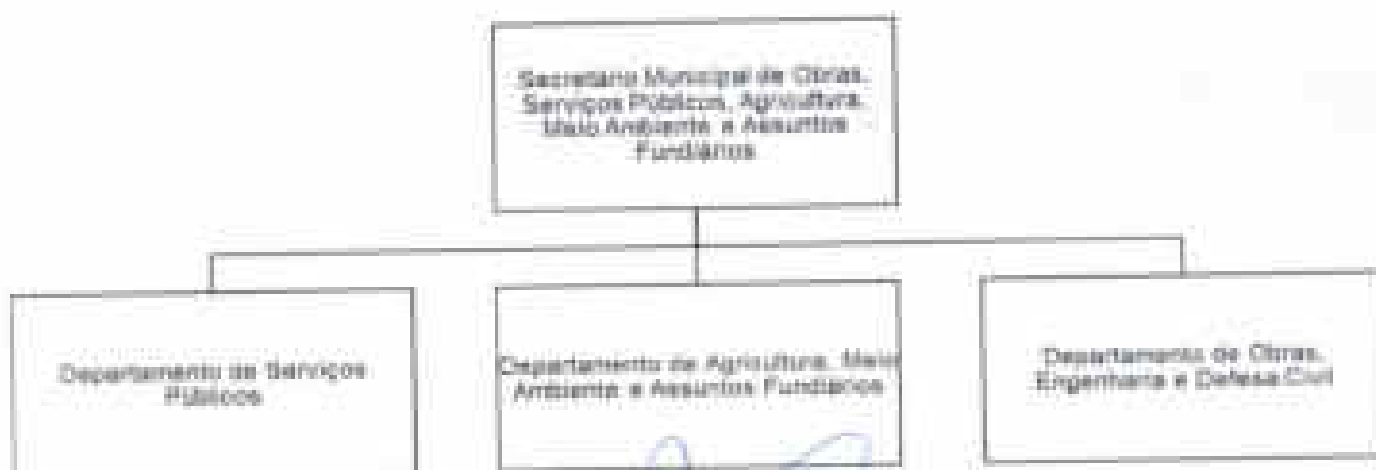 Secretário Municipal de Obras,
Serviços Públicos, Agricultura,
Meio Ambiente e Assuntos
Fundiários
Departamento de Serviços
Públicos
Departamento de Agricultura, Meio
Ambiente e Assuntos Fundiários
Departamento de Obras,
Engenharia e Defesa Civil